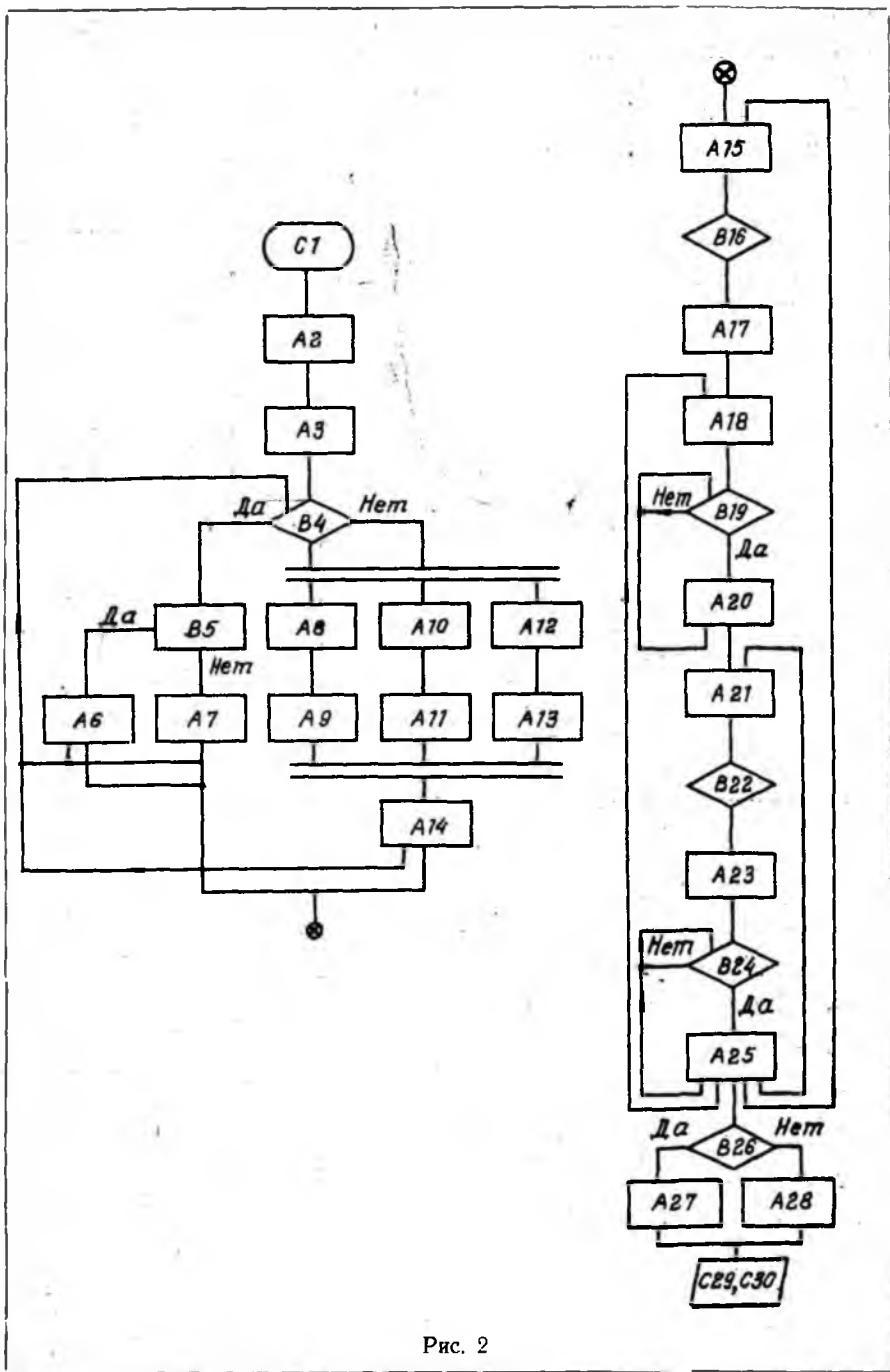 C1
A2
A3
Да
B4
Нет
Да
B5
A8
A10
A12
Нет
A6
A7
A9
A11
A13
A14
A15
B16
A17
A18
Нет
B19
Да
A20
A21
B22
A23
Нет
B24
Да
A25
Да
B26
Нет
A27
A28
C29, C30
Рис. 2